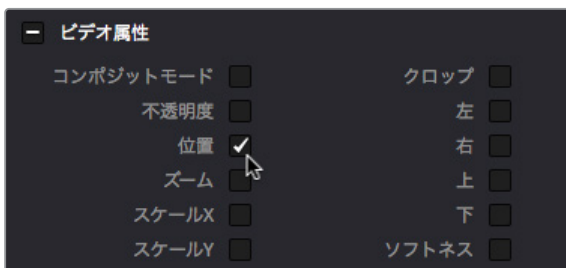 ビデオ属性
コンポジットモード クロップ
不透明度 左
位置 右
ズーム 上
スケールX 下
スケールY ソフトネス